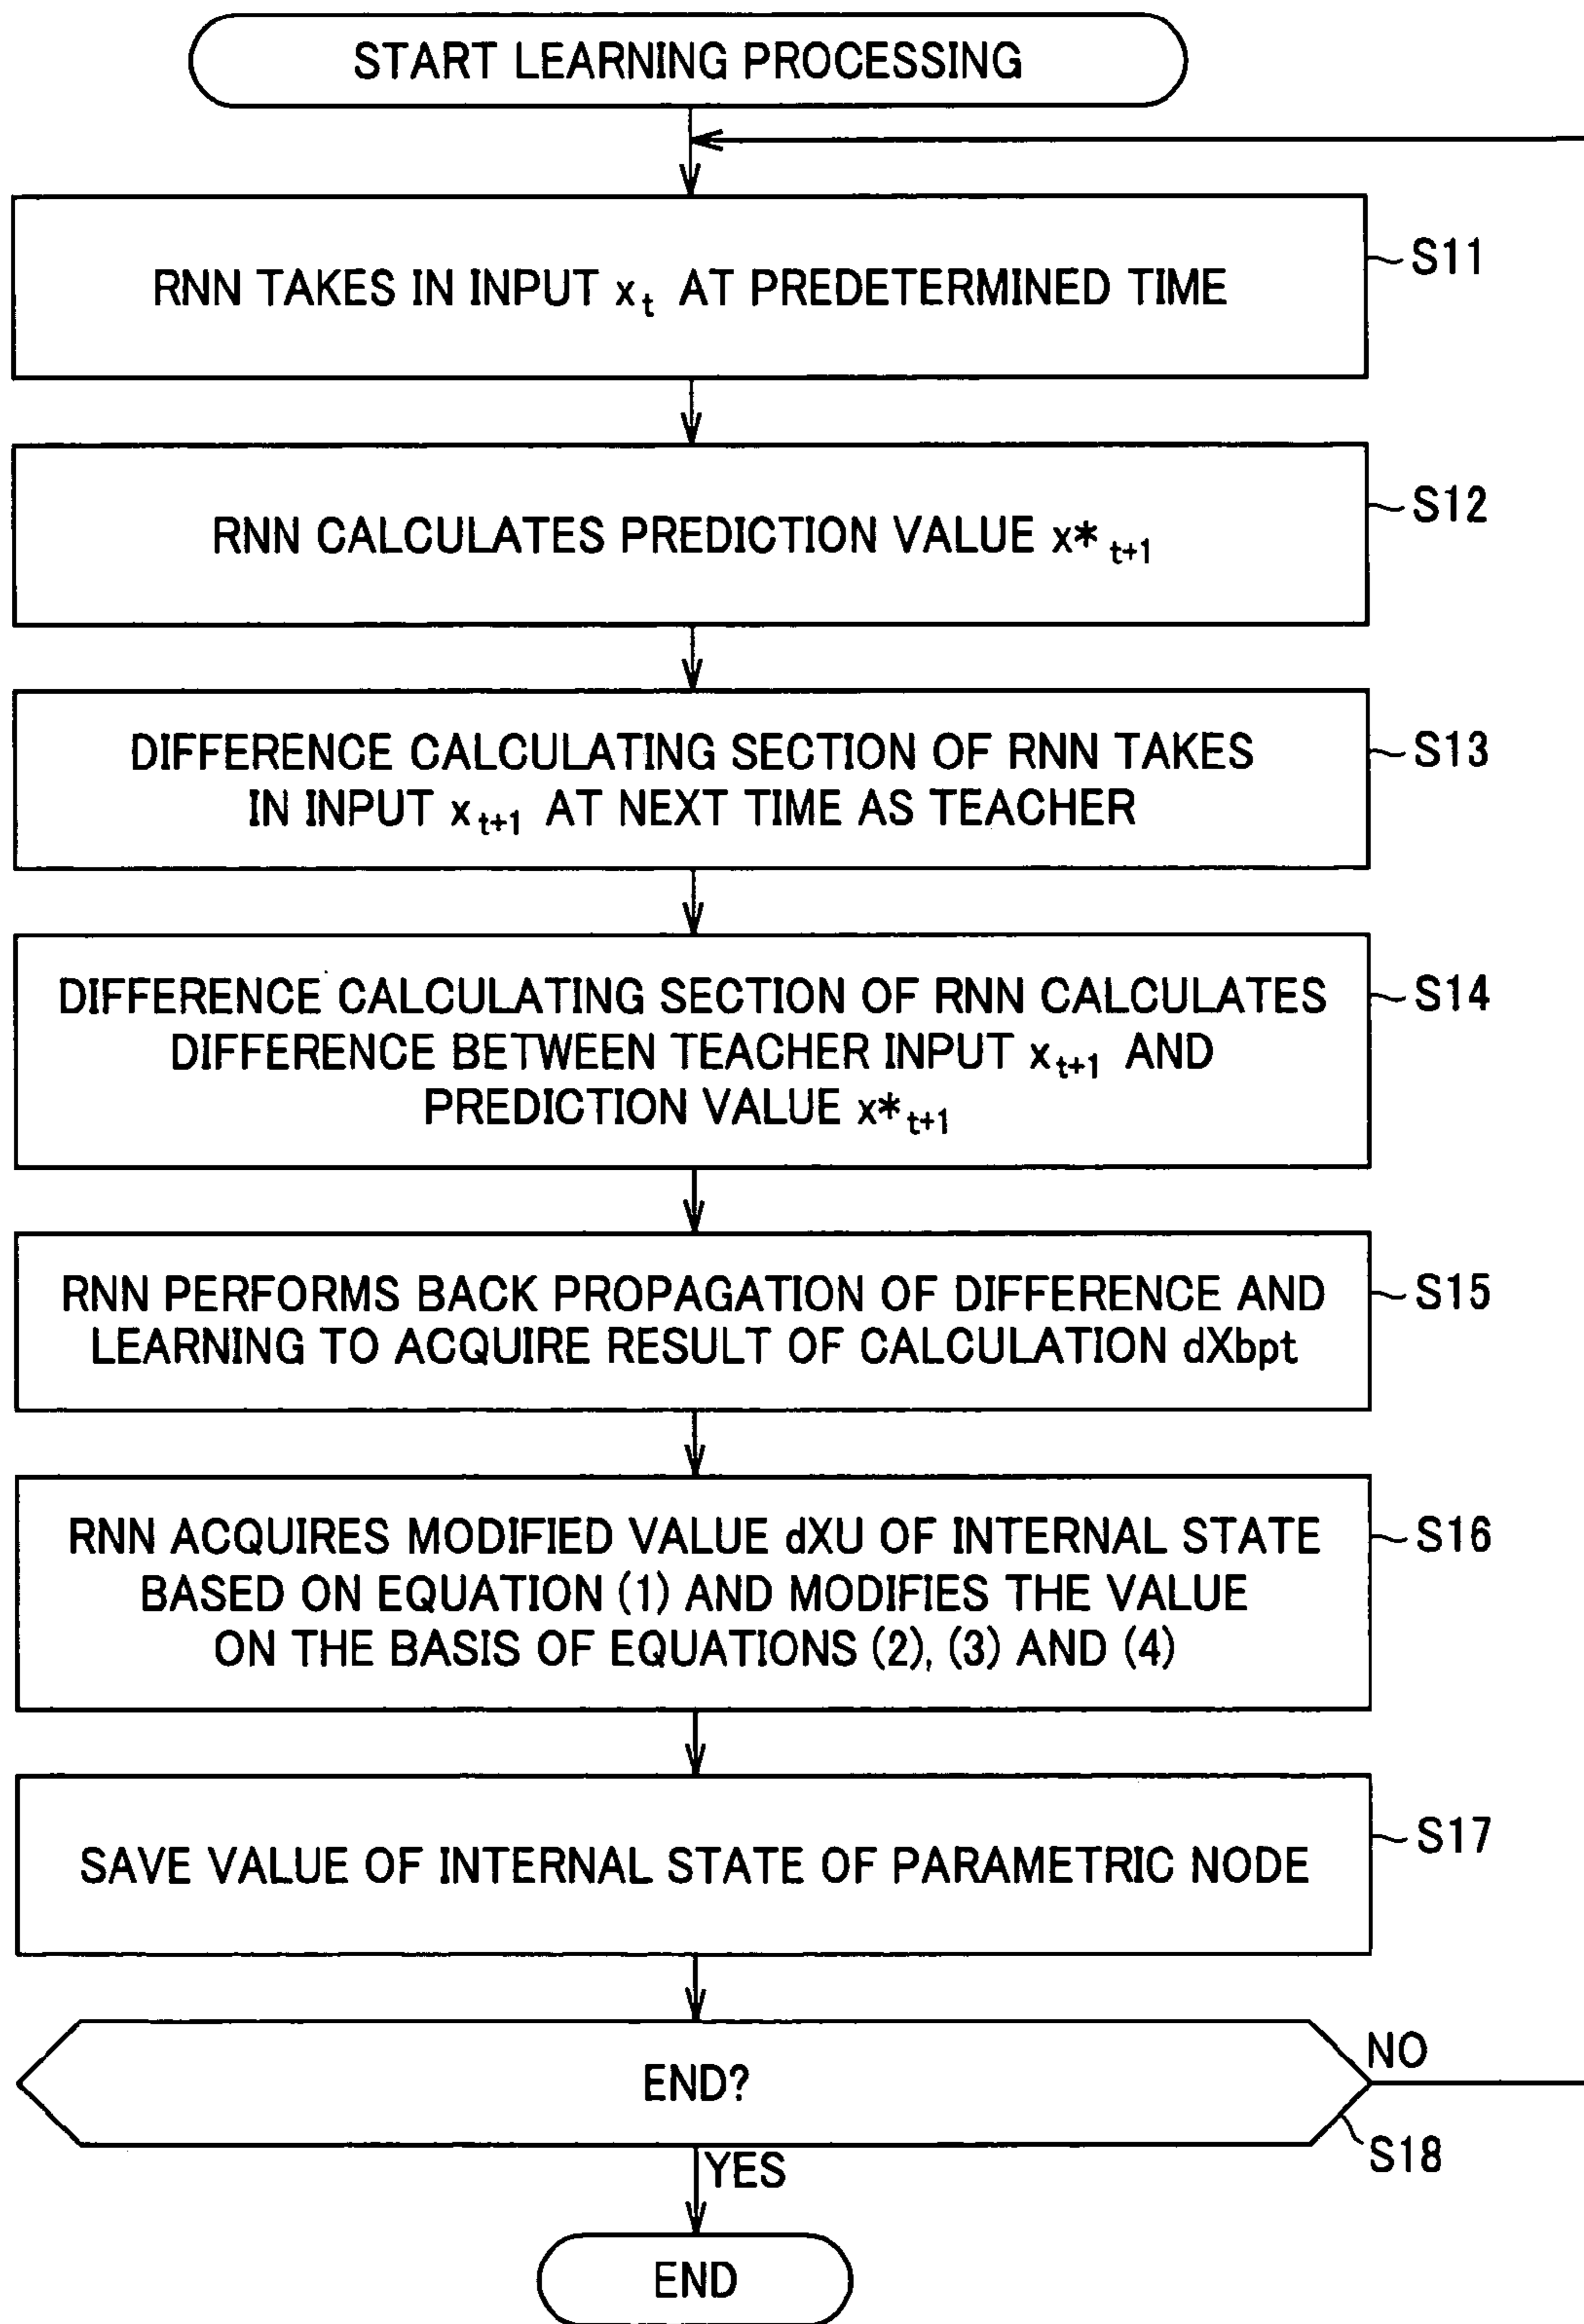 START LEARNING PROCESSING
RNN TAKES IN INPUT xₜ AT PREDETERMINED TIME
S11
RNN CALCULATES PREDICTION VALUE x*ₜ₊₁
S12
DIFFERENCE CALCULATING SECTION OF RNN TAKES
IN INPUT xₜ₊₁ AT NEXT TIME AS TEACHER
S13
DIFFERENCE CALCULATING SECTION OF RNN CALCULATES
DIFFERENCE BETWEEN TEACHER INPUT xₜ₊₁ AND
PREDICTION VALUE x*ₜ₊₁
S14
RNN PERFORMS BACK PROPAGATION OF DIFFERENCE AND
LEARNING TO ACQUIRE RESULT OF CALCULATION dXbpt
S15
RNN ACQUIRES MODIFIED VALUE dXU OF INTERNAL STATE
BASED ON EQUATION (1) AND MODIFIES THE VALUE
ON THE BASIS OF EQUATIONS (2), (3) AND (4)
S16
SAVE VALUE OF INTERNAL STATE OF PARAMETRIC NODE
S17
END?
NO
S18
YES
END